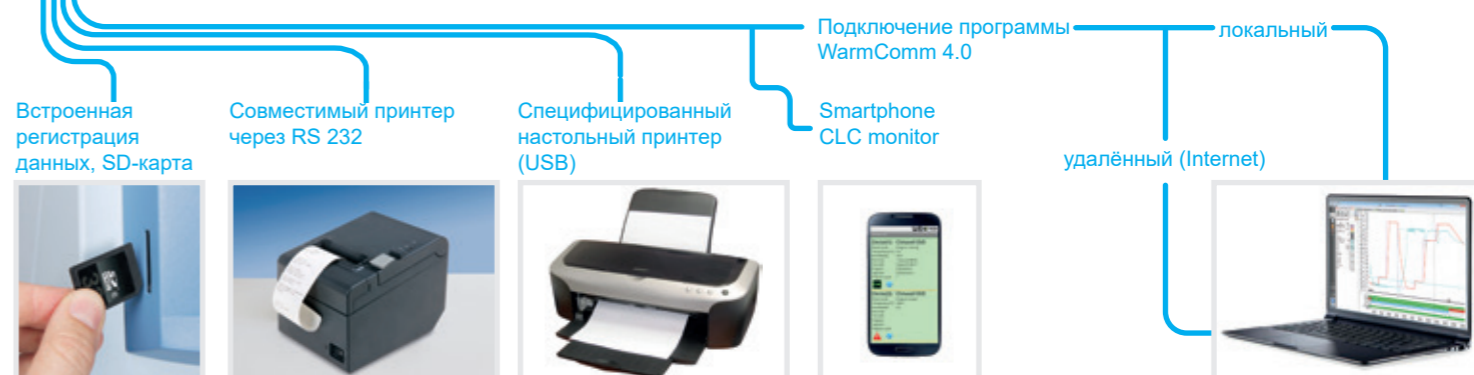 Подключение программы
WarmComm 4.0
локальный
Встроенная
регистрация
данных, SD-карта
Совместимый принтер
через RS 232
Специфицированный
настольный принтер
(USB)
Smartphone
CLC monitor
удалённый (Internet)